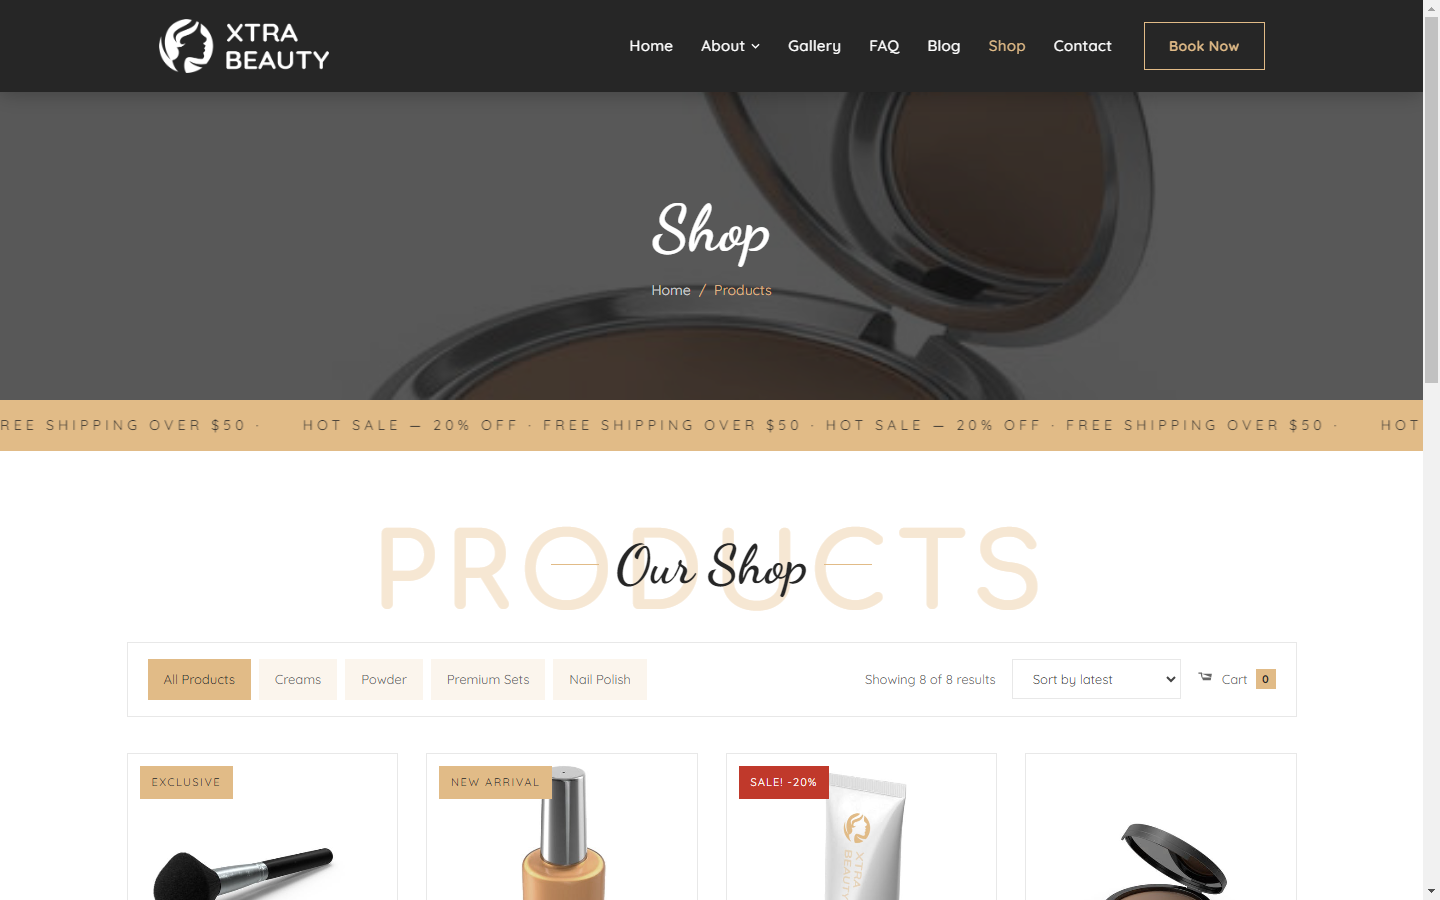 XTRA
BEAUTY
Home About Gallery FAQ Blog Shop Contact Book Now
Shop
Home / Products
REE SHIPPING OVER $50 · HOT SALE — 20% OFF · FREE SHIPPING OVER $50 · HOT SALE — 20% OFF · FREE SHIPPING OVER $50 · HOT
PRODUCTS
Our Shop
All Products Creams Powder Premium Sets Nail Polish Showing 8 of 8 results Sort by latest Cart 0
EXCLUSIVE NEW ARRIVAL SALE! -20%
XTRA
BEAUTY